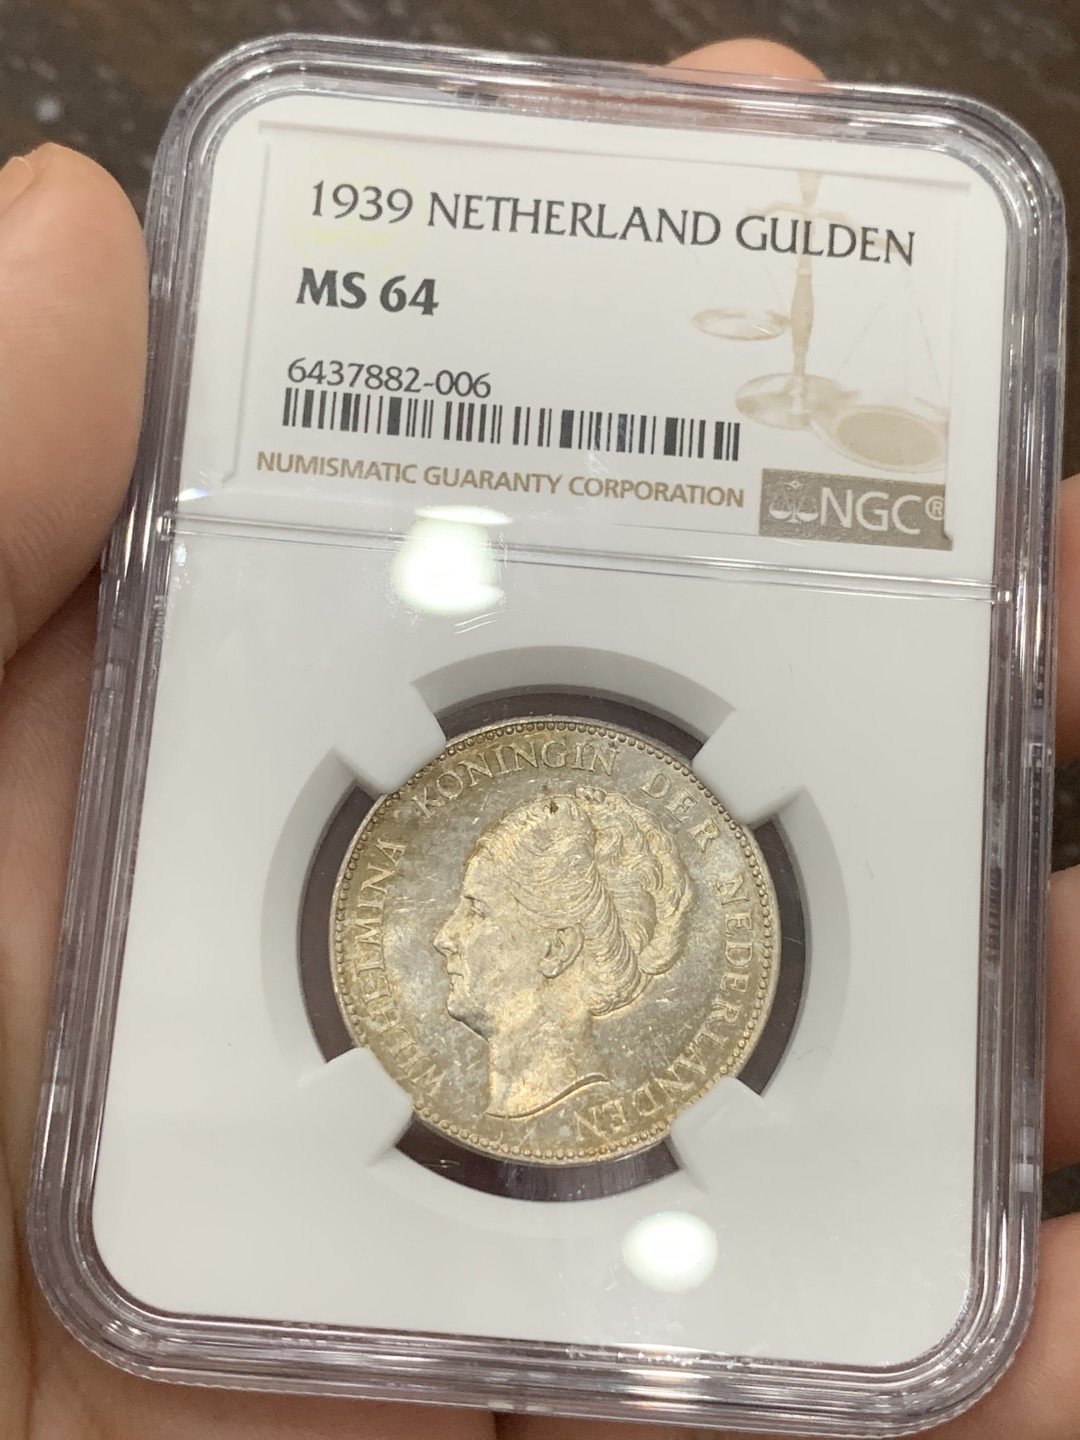 1939 NETHERLAND GULDEN
MS 64
6437882-006
NUMISMATIC GUARANTY CORPORATION
NGC®
WILHELMINA KONINGIN DER NEDERLANDEN